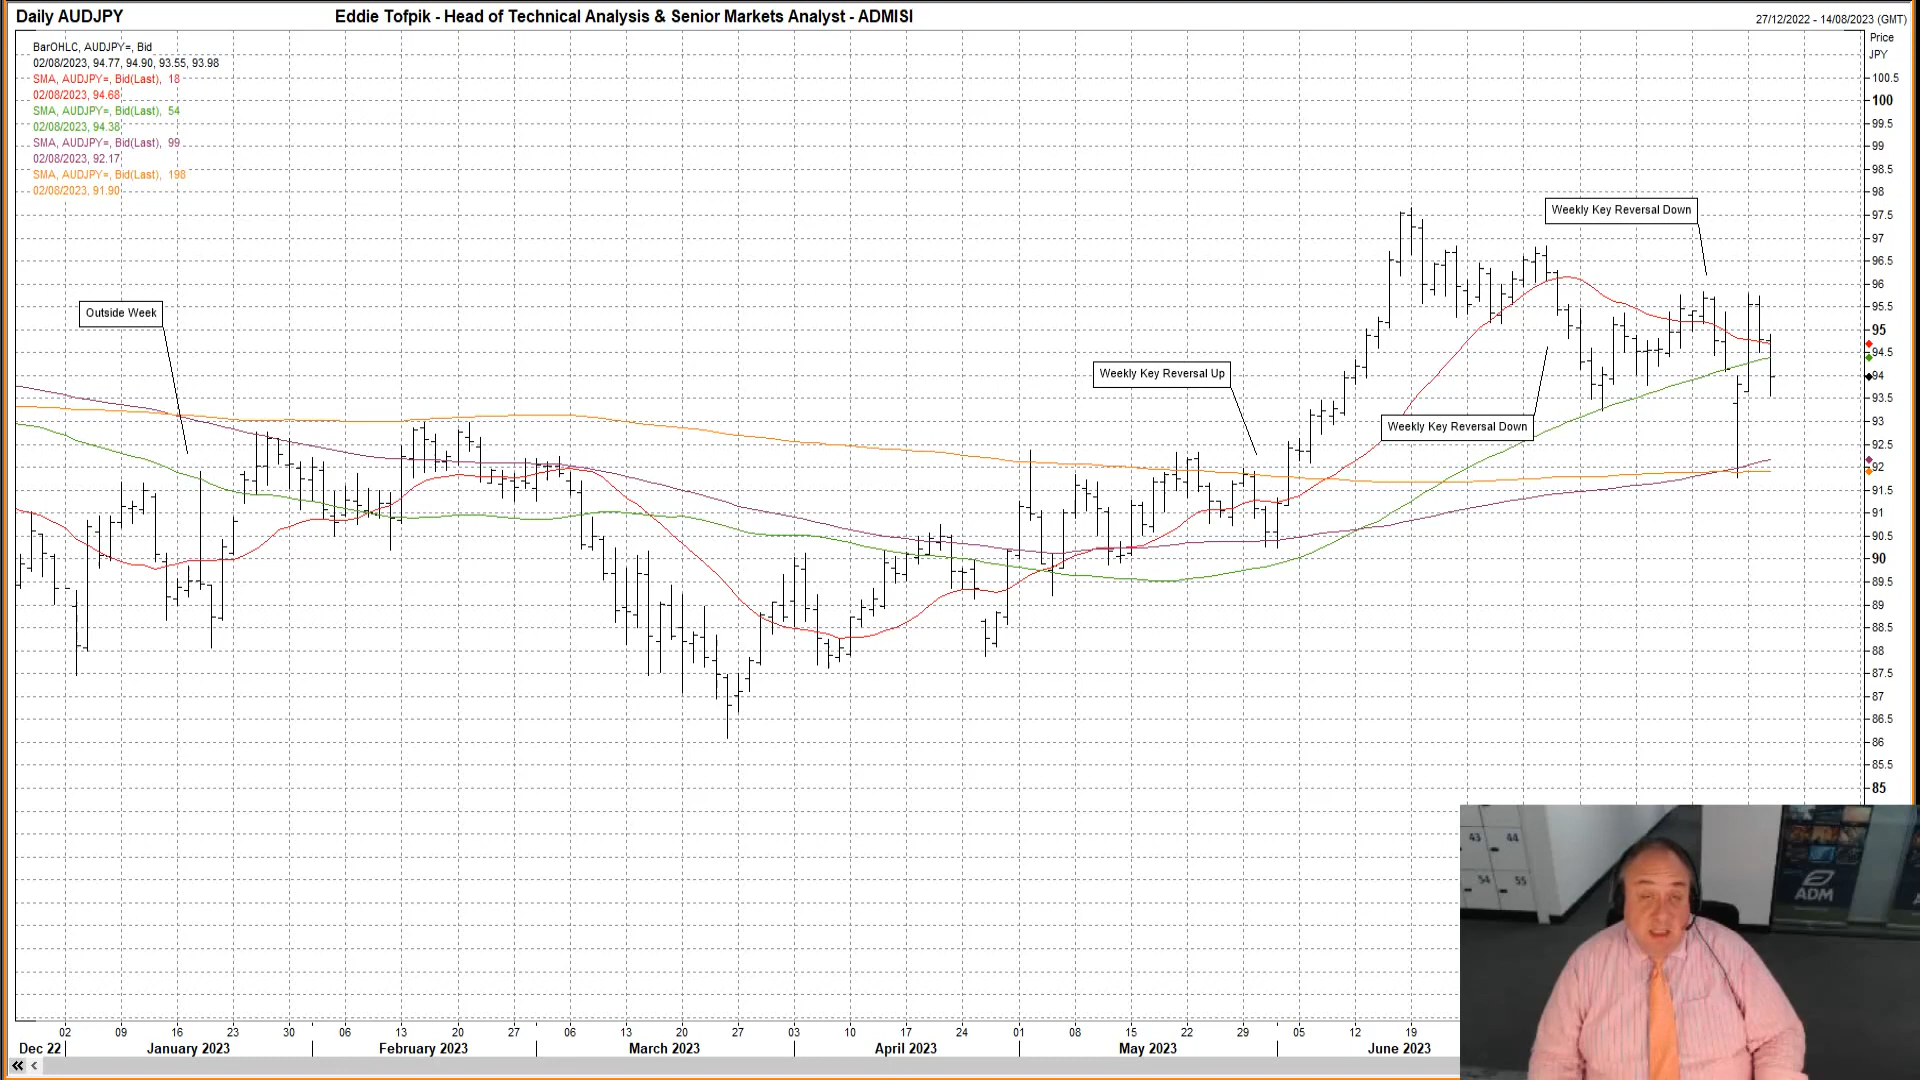 Daily AUDJPY
Eddie Tofpik - Head of Technical Analysis & Senior Markets Analyst - ADMISI
27/12/2022 - 14/08/2023 (GMT)
BarOHLC, AUDJPY=, Bid
02/08/2023, 94.77, 94.90, 93.55, 93.98
SMA, AUDJPY=, Bid(Last), 18
02/08/2023, 94.68
SMA, AUDJPY=, Bid(Last), 54
02/08/2023, 94.38
SMA, AUDJPY=, Bid(Last), 99
02/08/2023, 92.17
SMA, AUDJPY=, Bid(Last), 198
02/08/2023, 91.90
Price
JPY
100.5
100
99.5
99
98.5
98
97.5
97
96.5
96
95.5
95
94.5
94
93.5
93
92.5
92
91.5
91
90.5
90
89.5
89
88.5
88
87.5
87
86.5
86
85.5
85
Outside Week
Weekly Key Reversal Up
Weekly Key Reversal Down
Weekly Key Reversal Down
02 09 16 23 30 06 13 20 27 06 13 20 27 03 10 17 24 01 08 15 22 29 05 12 19
Dec 22 January 2023 February 2023 March 2023 April 2023 May 2023 June 2023
43 44
54 55
ADM